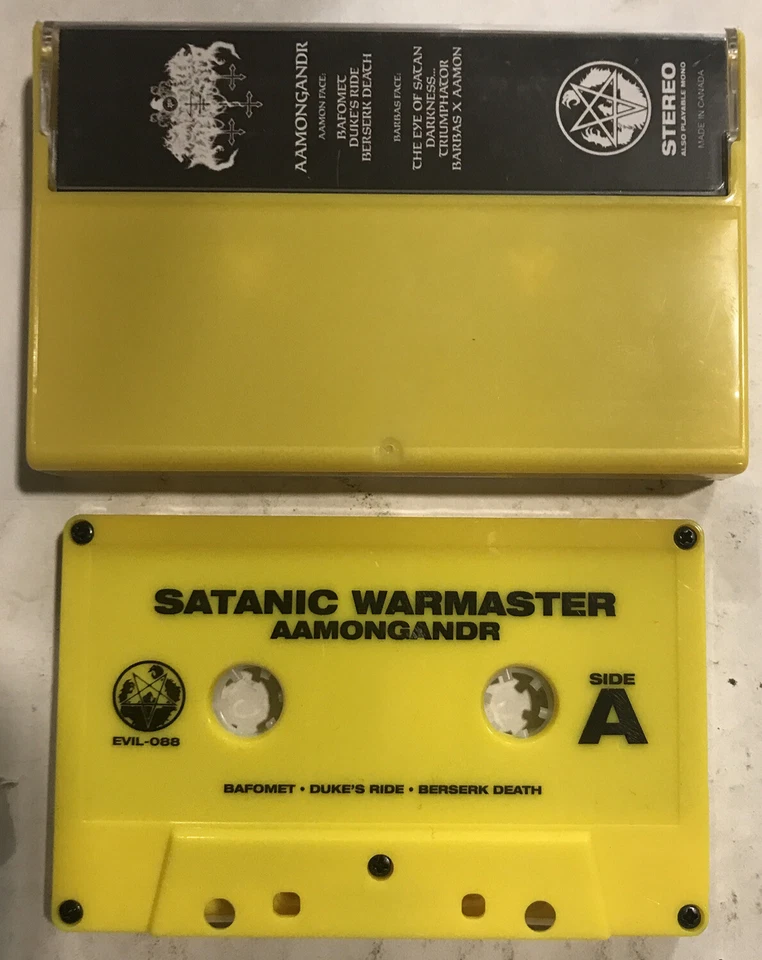 AAMONGANDR
AAMON FACE:
BAFOMET
DUKE'S RIDE
BERSERK DEATH
BARBAS FACE:
THE EYE OF SATAN
DARKNESS...
TRIUMPHATOR
BARBAS X AAMON
STEREO
ALSO PLAYABLE MONO
MADE IN CANADA
SATANIC WARMASTER
AAMONGANDR
SIDE
A
EVIL-088
BAFOMET • DUKE'S RIDE • BERSERK DEATH